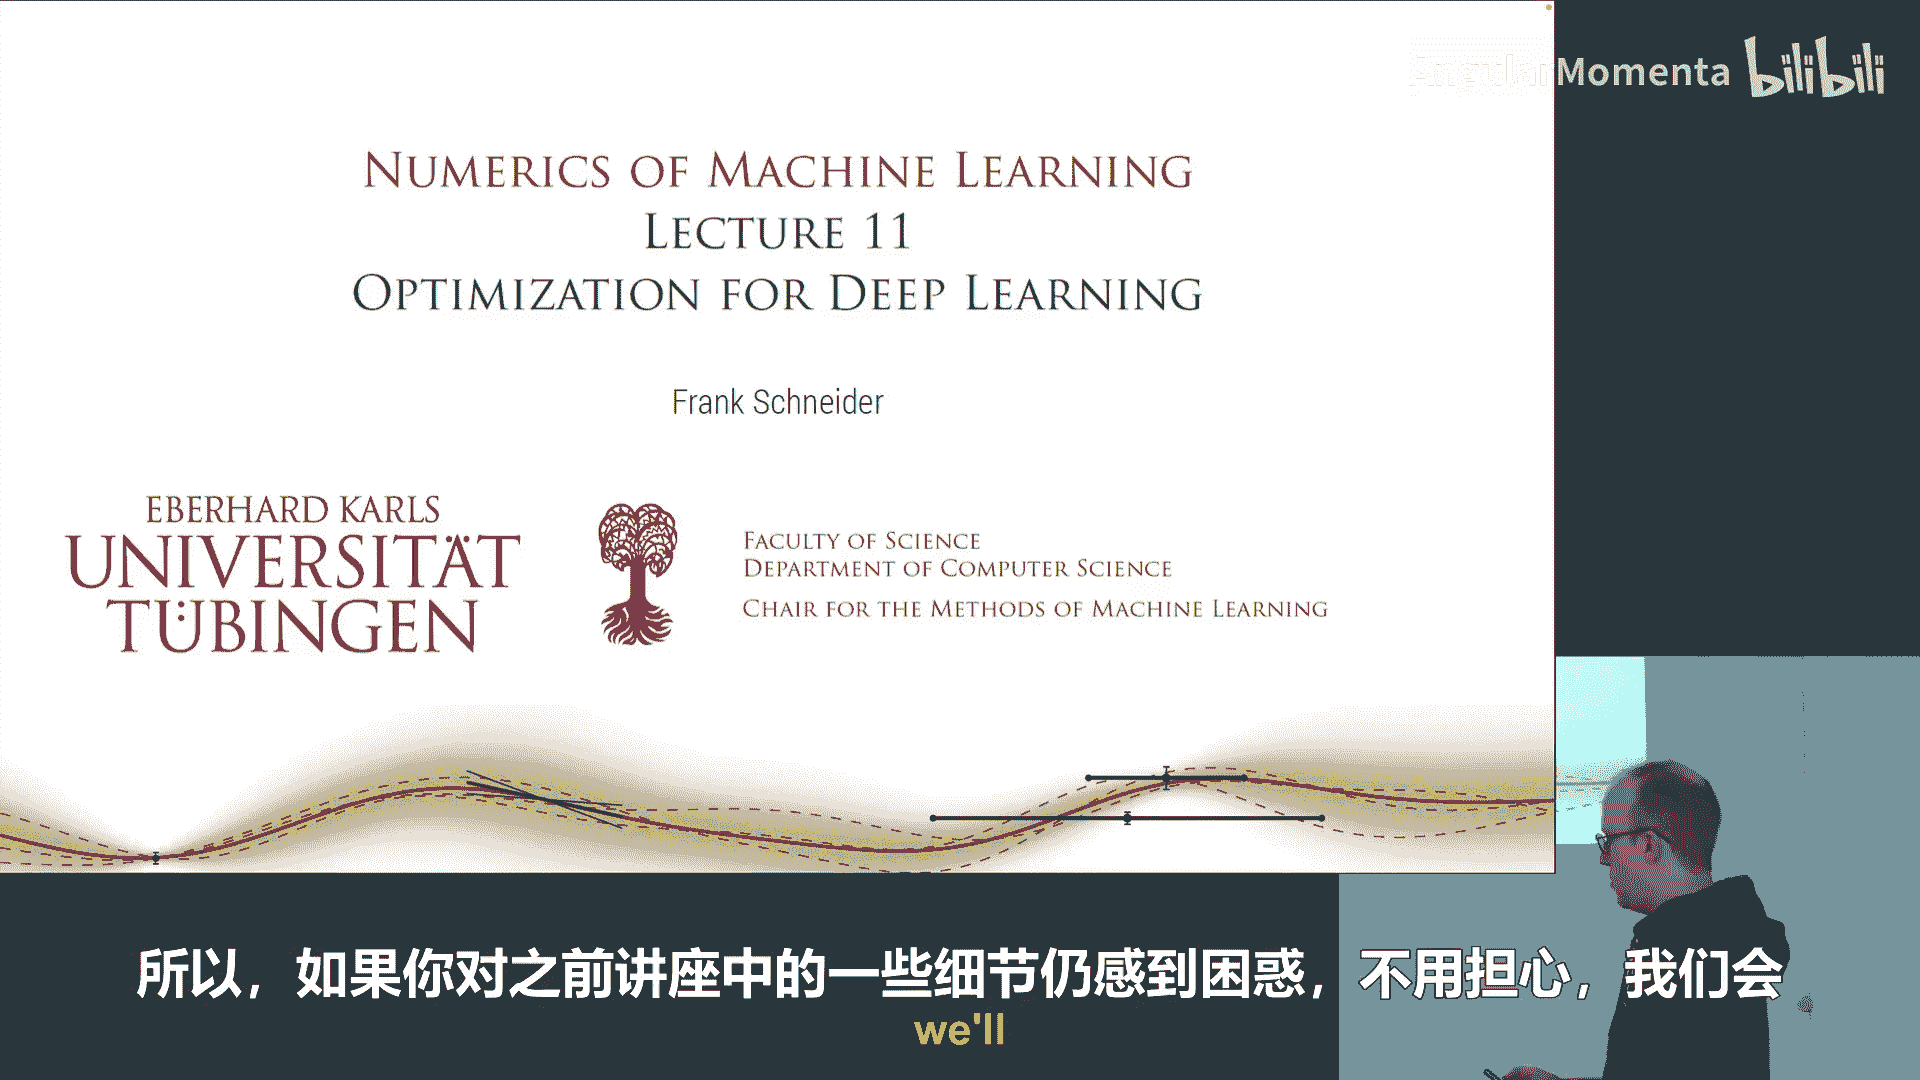 NUMERICS OF MACHINE LEARNING
LECTURE 11
OPTIMIZATION FOR DEEP LEARNING
Frank Schneider
EBERHARD KARLS
UNIVERSITÄT
TÜBINGEN
FACULTY OF SCIENCE
DEPARTMENT OF COMPUTER SCIENCE
CHAIR FOR THE METHODS OF MACHINE LEARNING
AngularMomenta bilibili
所以，如果你对之前讲座中的一些细节仍感到困惑，不用担心，我们会
we'll